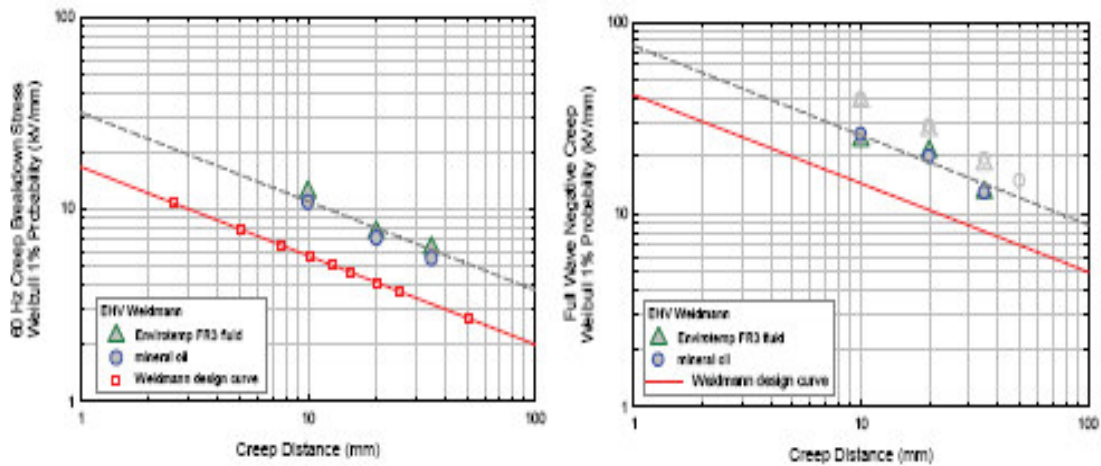 60 Hz Creep Breakdown Stress
Weibull 1% Probability (kV/mm)
100
10
1
EHV Weidmann
Envirotemp FR3 fluid
mineral oil
Weidmann design curve
1
10
100
Creep Distance (mm)
Full Wave Negative Creep
Weibull 1% Probability (kV/mm)
100
10
1
EHV Weidmann
Envirotemp FR3 fluid
mineral oil
Weidmann design curve
1
10
100
Creep Distance (mm)